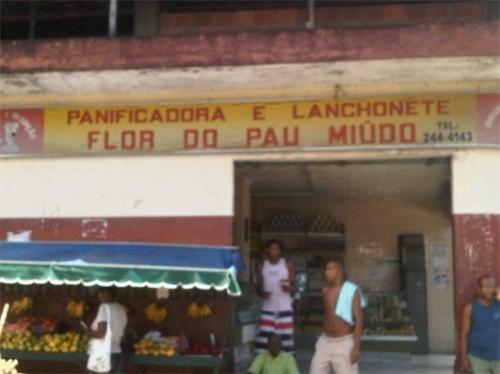 PANIFICADORA E LANCHONETE
FLOR DO PAU MIÚDO
TEL.:
244-4143